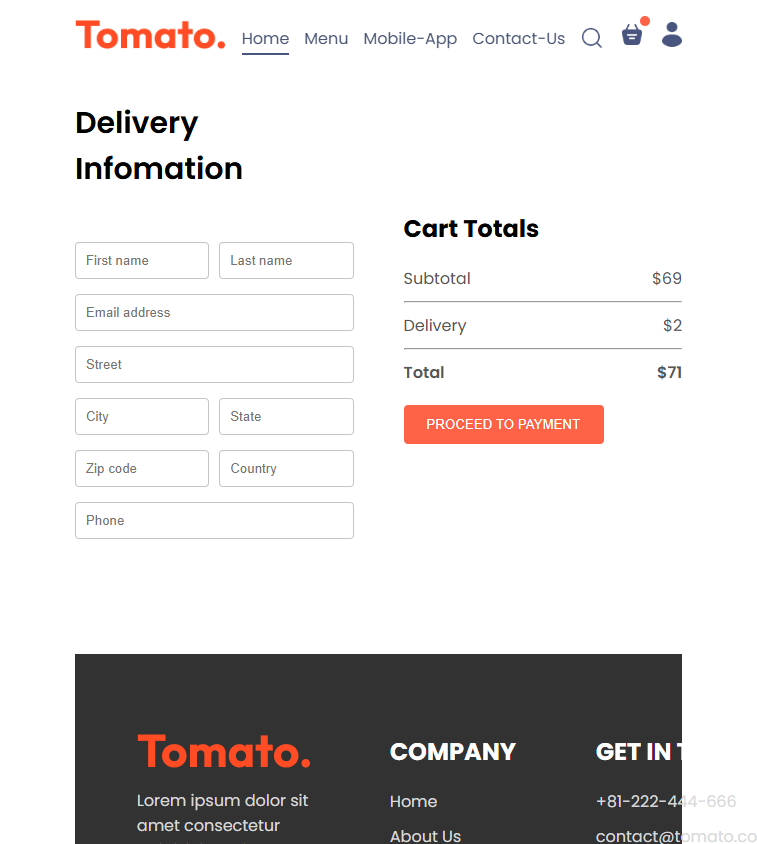 Tomato.
Home Menu Mobile-App Contact-Us
Delivery
Infomation
First name Last name
Email address
Street
City State
Zip code Country
Phone
Cart Totals
Subtotal $69
Delivery $2
Total $71
PROCEED TO PAYMENT
Tomato.
Lorem ipsum dolor sit
amet consectetur
COMPANY
Home
About Us
GET IN
+81-222-444-666
contact@tomato.co